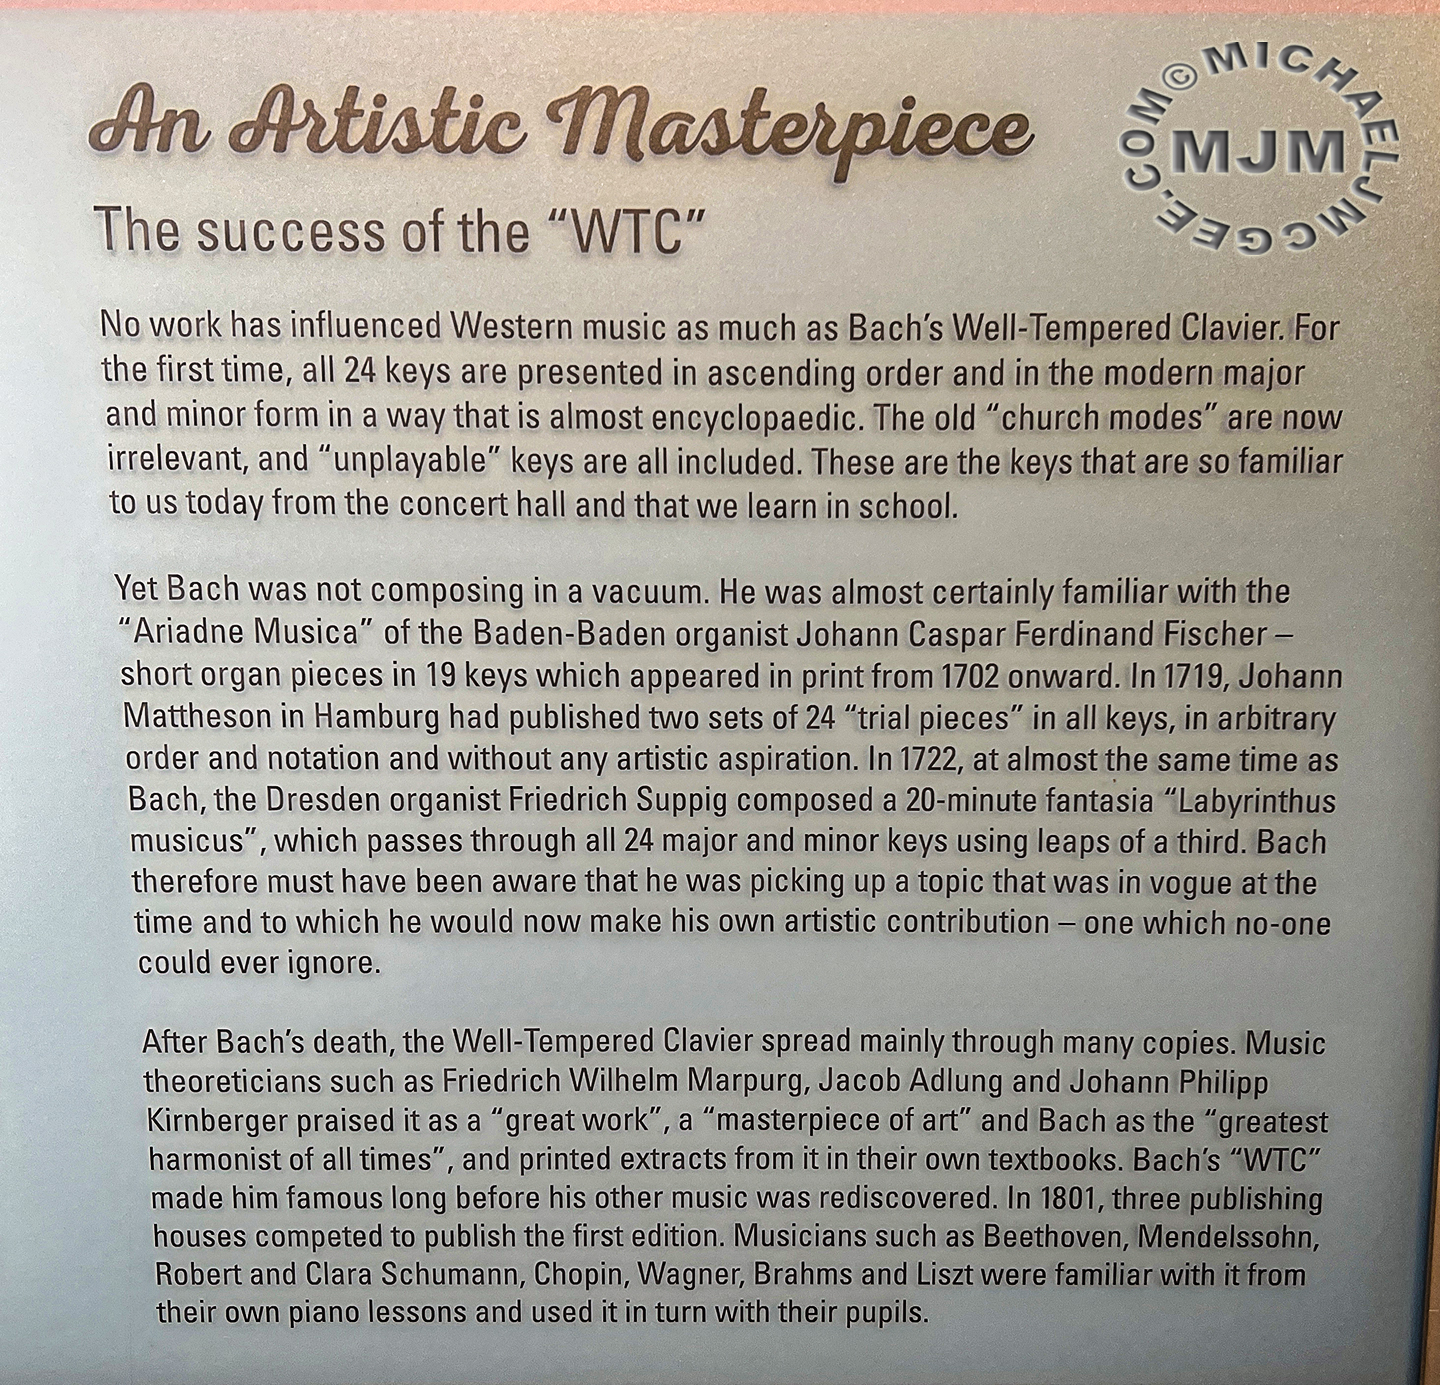 An Artistic Masterpiece
© MICHAELJMCGEE.COM
MJM
The success of the “WTC”
No work has influenced Western music as much as Bach’s Well-Tempered Clavier. For
the first time, all 24 keys are presented in ascending order and in the modern major
and minor form in a way that is almost encyclopaedic. The old “church modes” are now
irrelevant, and “unplayable” keys are all included. These are the keys that are so familiar
to us today from the concert hall and that we learn in school.
Yet Bach was not composing in a vacuum. He was almost certainly familiar with the
“Ariadne Musica” of the Baden-Baden organist Johann Caspar Ferdinand Fischer –
short organ pieces in 19 keys which appeared in print from 1702 onward. In 1719, Johann
Mattheson in Hamburg had published two sets of 24 “trial pieces” in all keys, in arbitrary
order and notation and without any artistic aspiration. In 1722, at almost the same time as
Bach, the Dresden organist Friedrich Suppig composed a 20-minute fantasia “Labyrinthus
musicus”, which passes through all 24 major and minor keys using leaps of a third. Bach
therefore must have been aware that he was picking up a topic that was in vogue at the
time and to which he would now make his own artistic contribution – one which no-one
could ever ignore.
After Bach’s death, the Well-Tempered Clavier spread mainly through many copies. Music
theoreticians such as Friedrich Wilhelm Marpurg, Jacob Adlung and Johann Philipp
Kirnberger praised it as a “great work”, a “masterpiece of art” and Bach as the “greatest
harmonist of all times”, and printed extracts from it in their own textbooks. Bach’s “WTC”
made him famous long before his other music was rediscovered. In 1801, three publishing
houses competed to publish the first edition. Musicians such as Beethoven, Mendelssohn,
Robert and Clara Schumann, Chopin, Wagner, Brahms and Liszt were familiar with it from
their own piano lessons and used it in turn with their pupils.